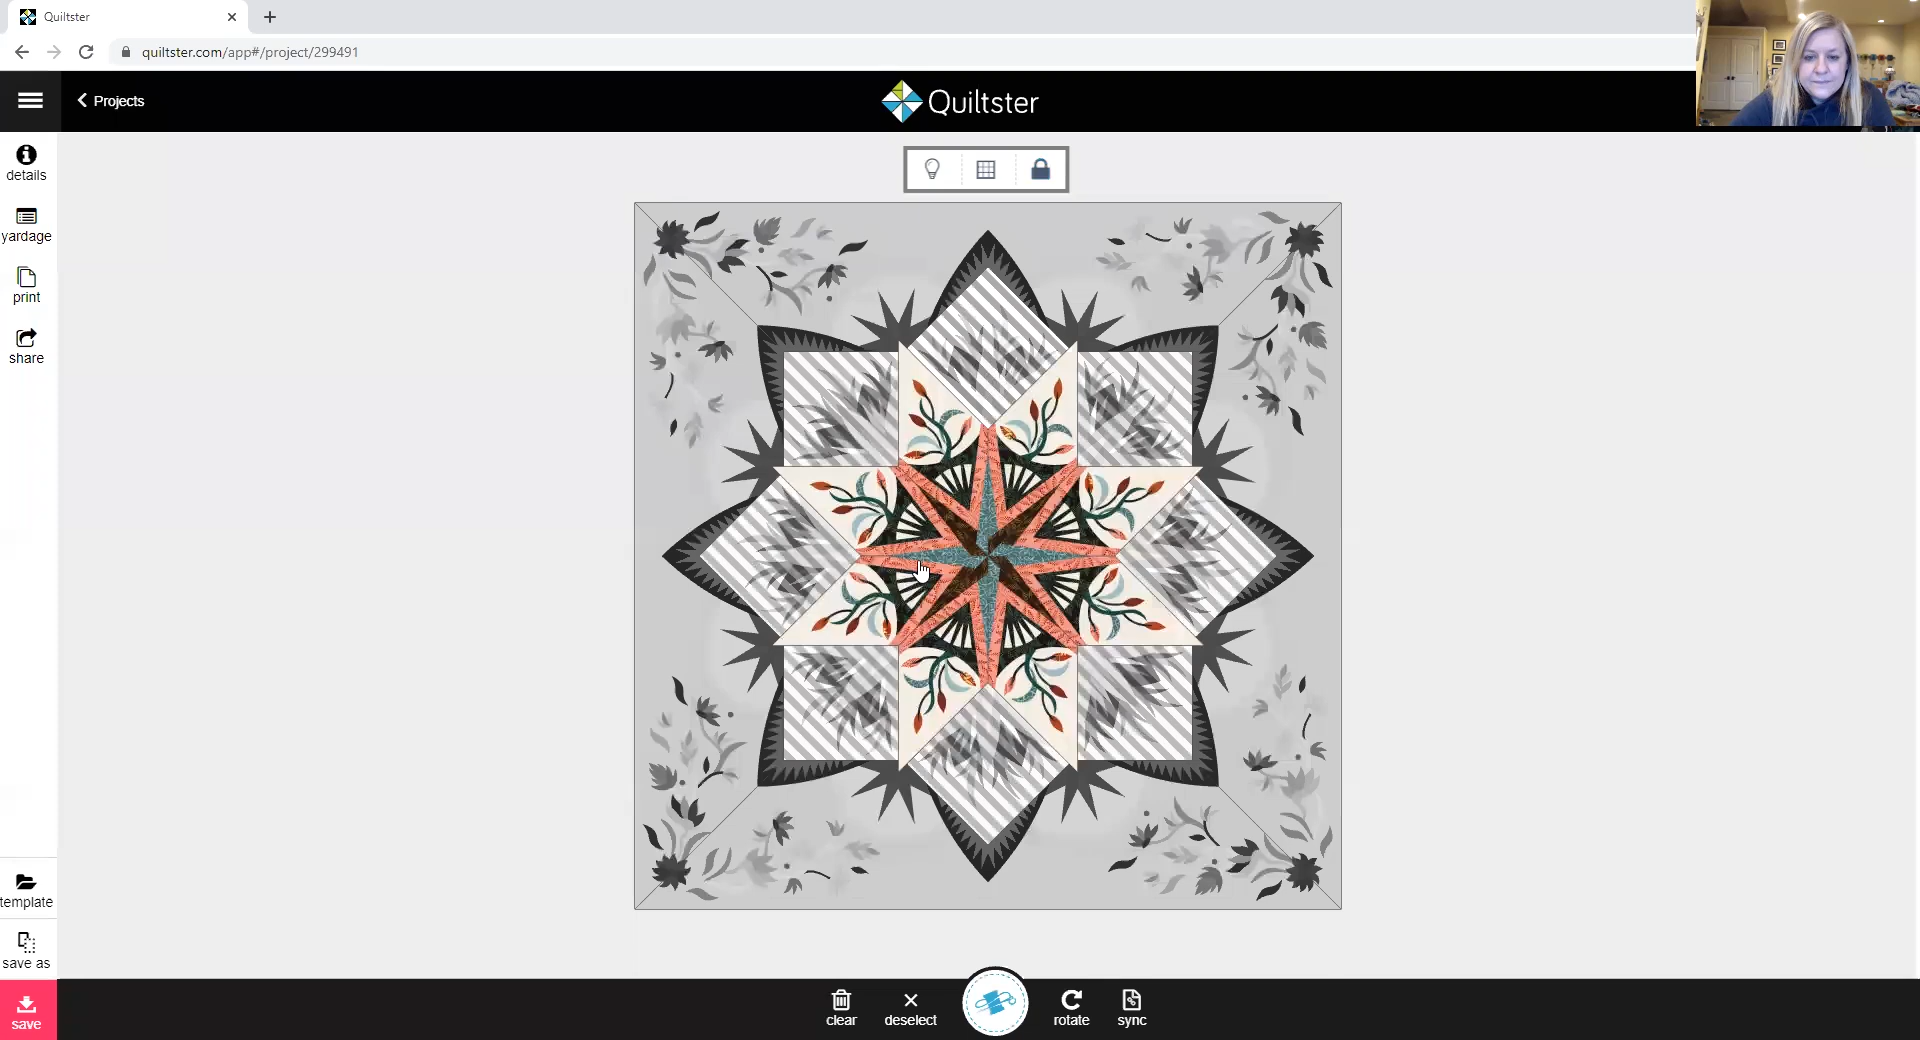 Quiltster
quiltster.com/app#/project/299491
Projects
Quiltster
details
yardage
print
share
template
save as
save
clear
deselect
rotate
sync